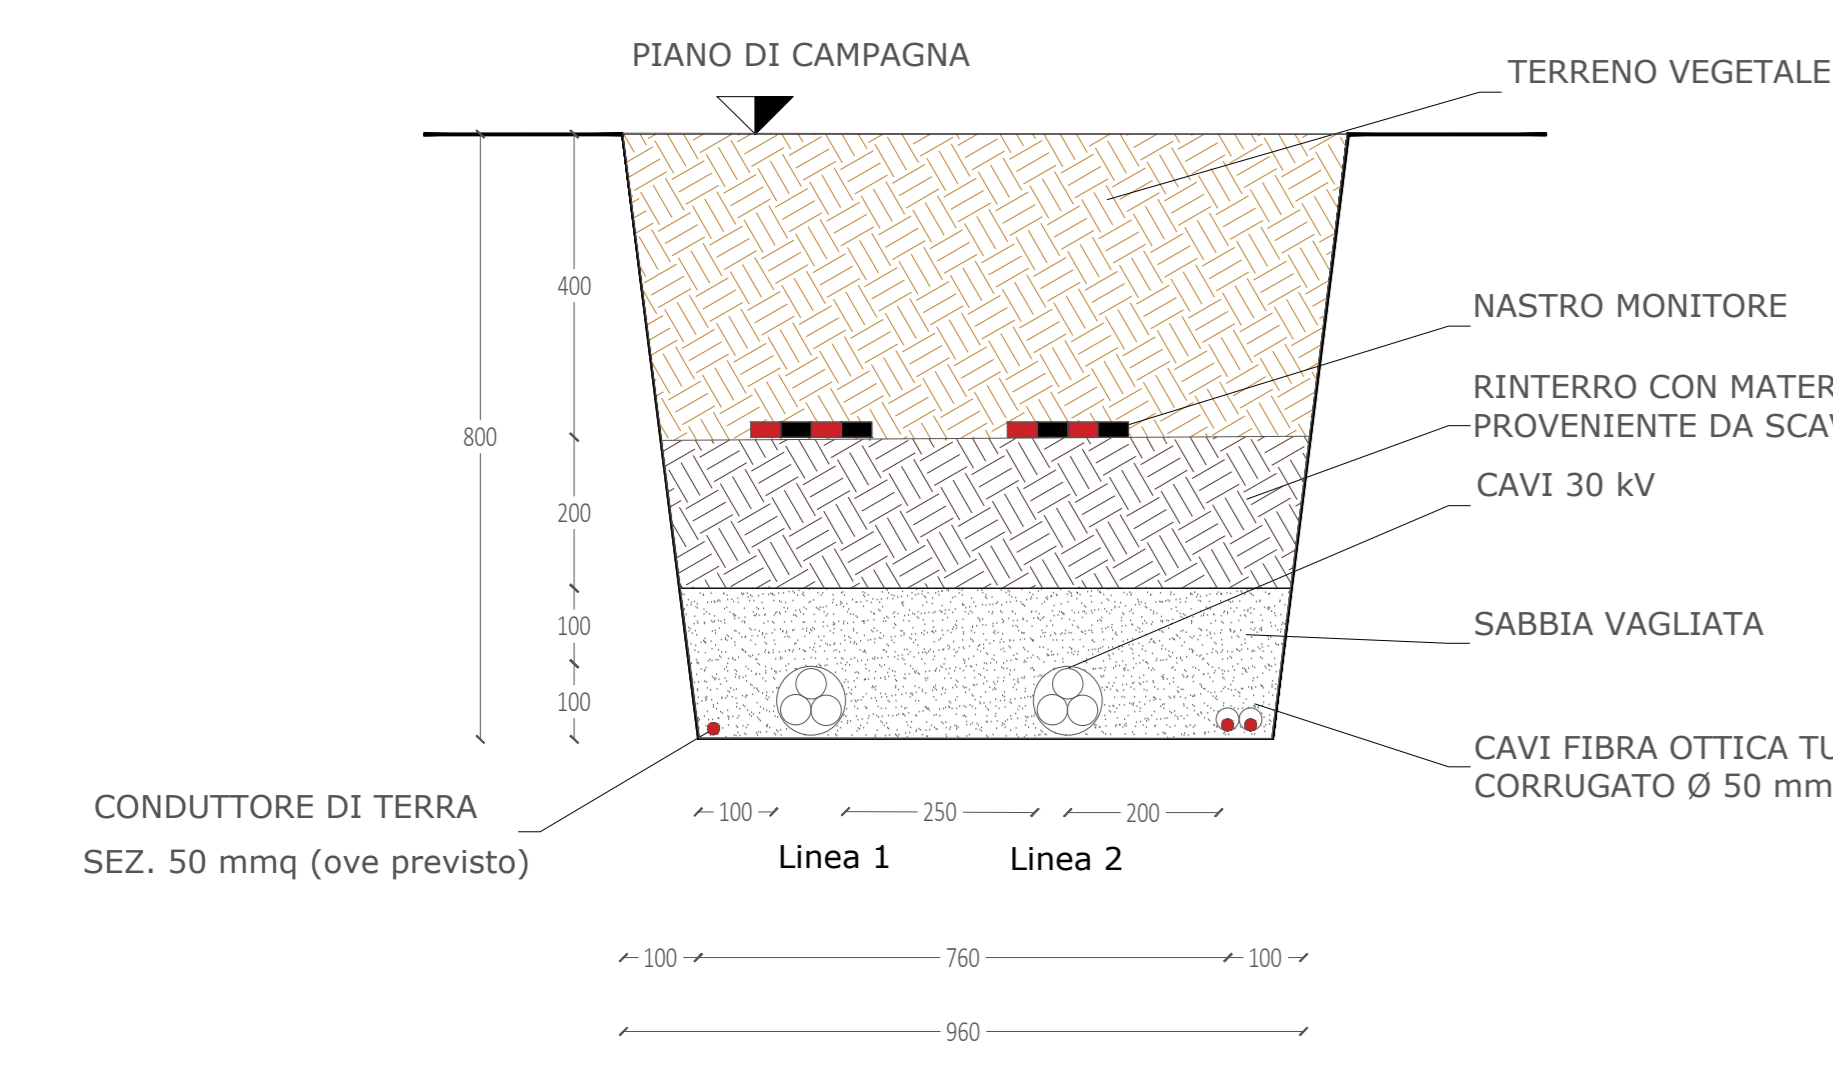 PIANO DI CAMPAGNA
TERRENO VEGETALE
400
NASTRO MONITORE
RINTERRO CON MATER
PROVENIENTE DA SCAV
800
CAVI 30 kV
200
100
SABBIA VAGLIATA
100
CAVI FIBRA OTTICA TU
CORRUGATO Ø 50 mm
CONDUTTORE DI TERRA
SEZ. 50 mmq (ove previsto)
100 250 200
Linea 1 Linea 2
100 760 100
960